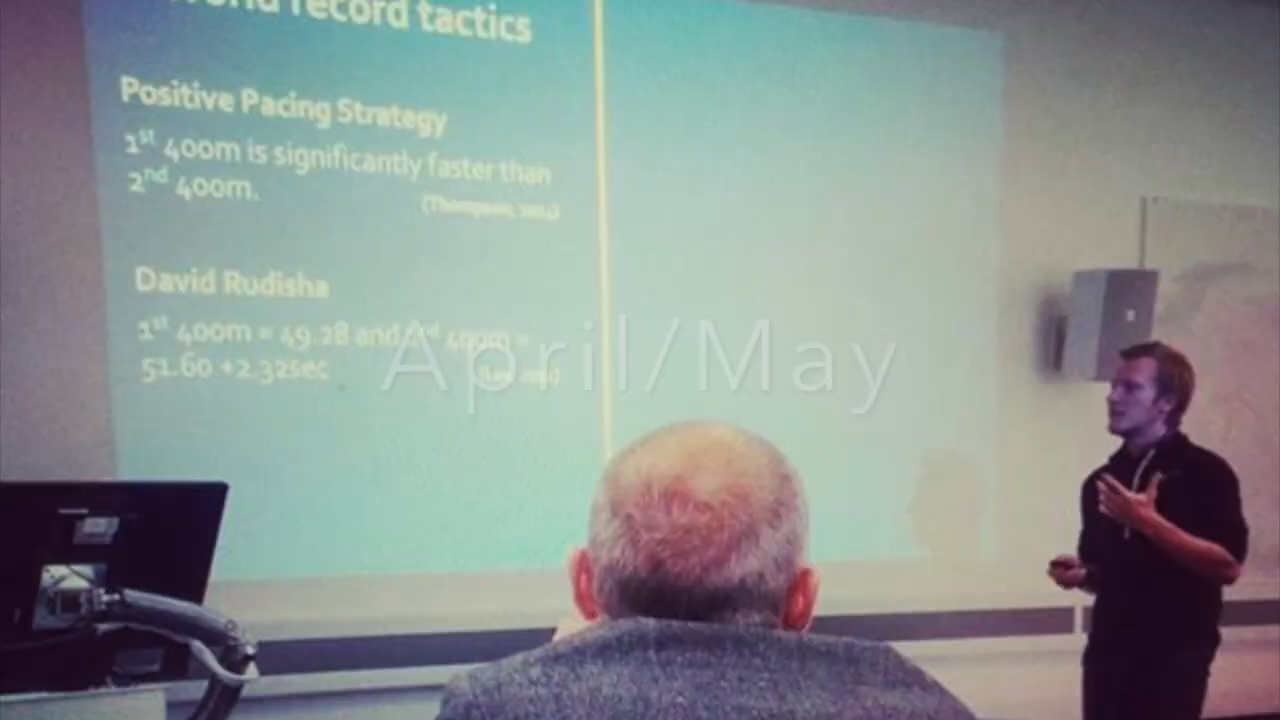 record tactics
Positive Pacing Strategy
1st 400m is significantly faster than
2nd 400m.
(Thompson,
David Rudisha
1st 400m = 49.28 and 2nd 400m =
51.60 +2.32sec
April/May